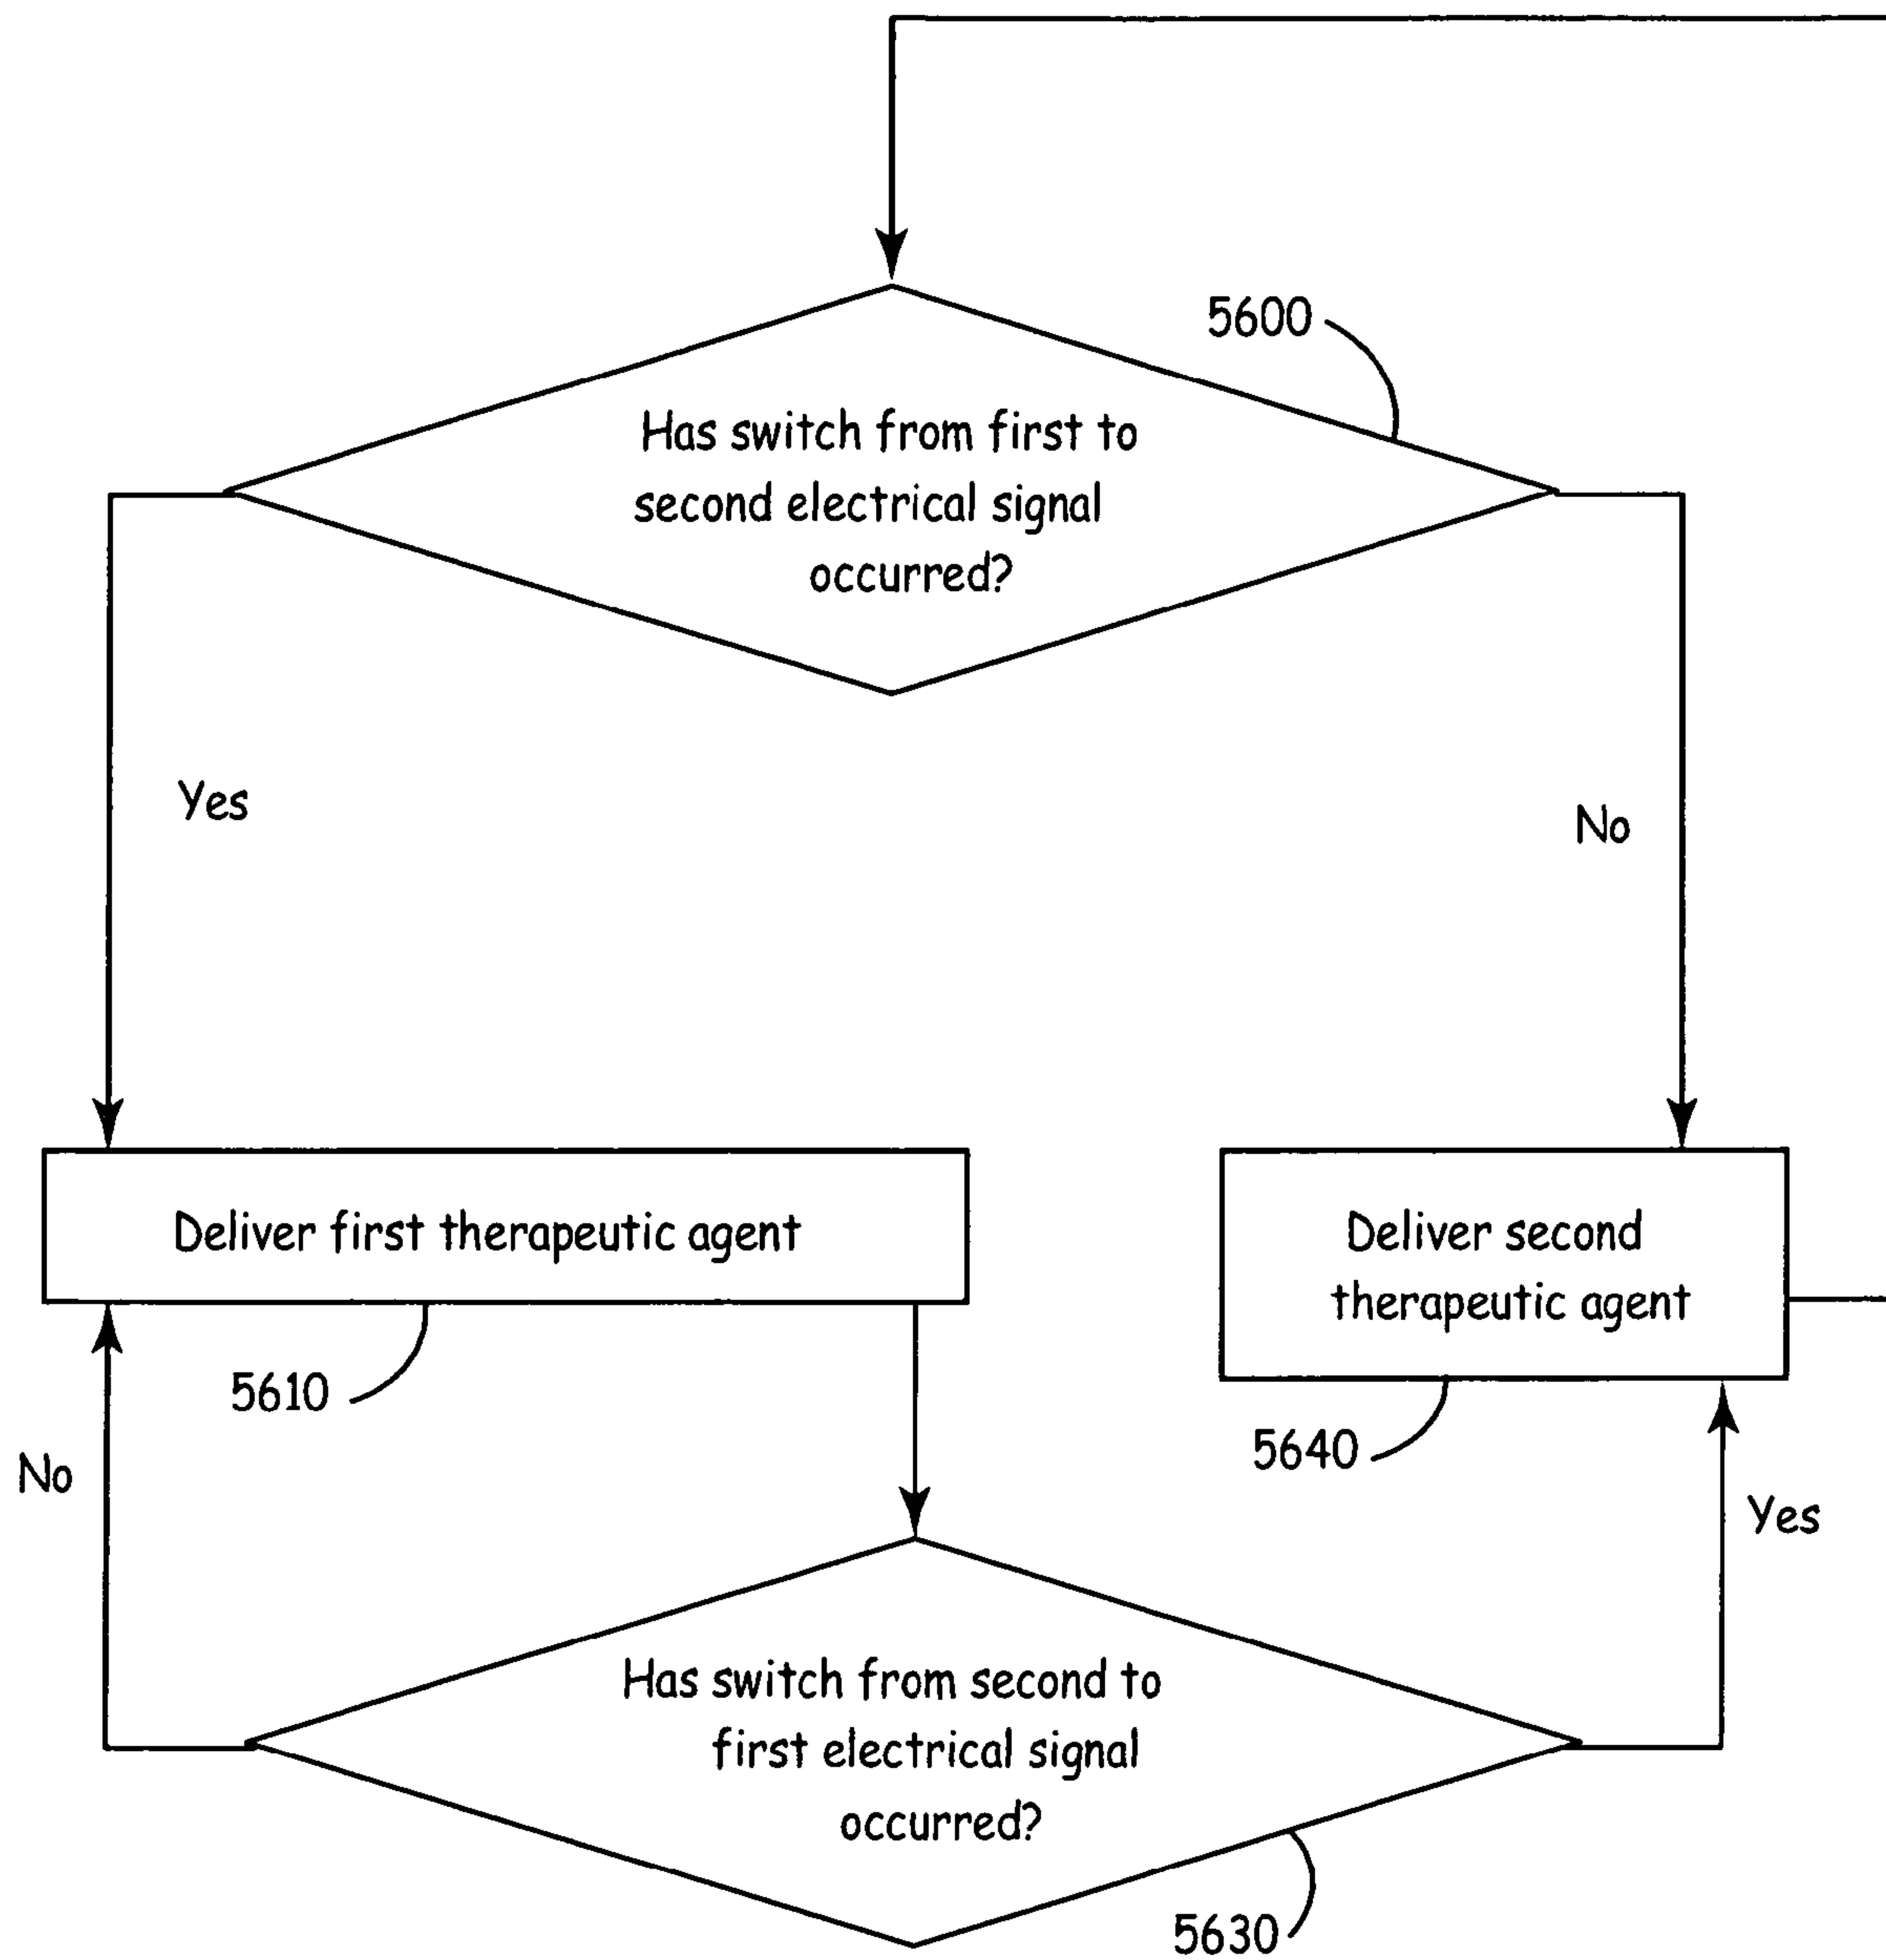 5600
Has switch from first to
second electrical signal
occurred?
Yes
No
Deliver first therapeutic agent
Deliver second
therapeutic agent
5610
5640
No
Yes
Has switch from second to
first electrical signal
occurred?
5630